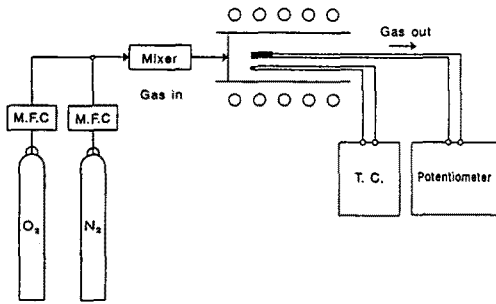 Gas out
Mixer
Gas in
M.F.C
M.F.C
T. C.
Potentiometer
O₂
N₂